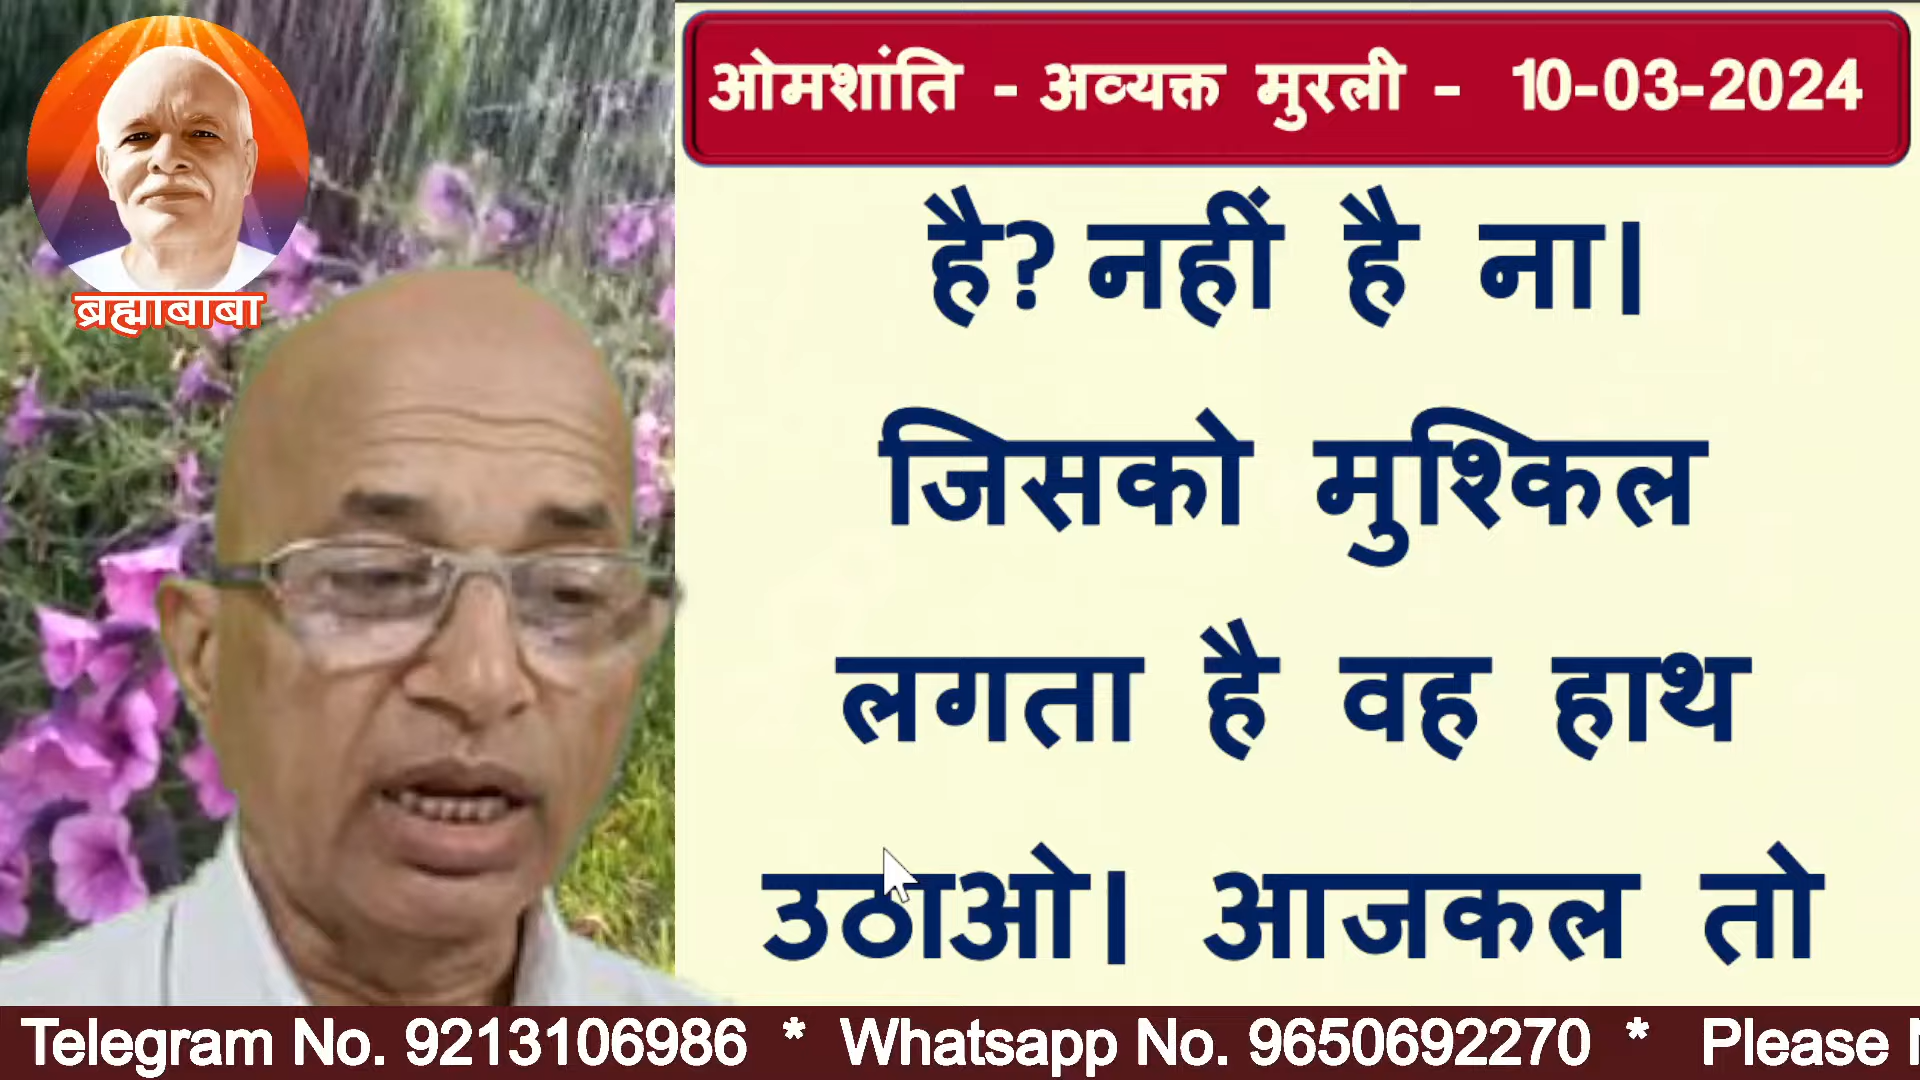 ओमशांति - अव्यक्त मुरली - 10-03-2024
ब्रह्माबाबा
है? नहीं है ना।
जिसको मुश्किल
लगता है वह हाथ
उठाओ। आजकल तो
Telegram No. 9213106986 * Whatsapp No. 9650692270 * Please